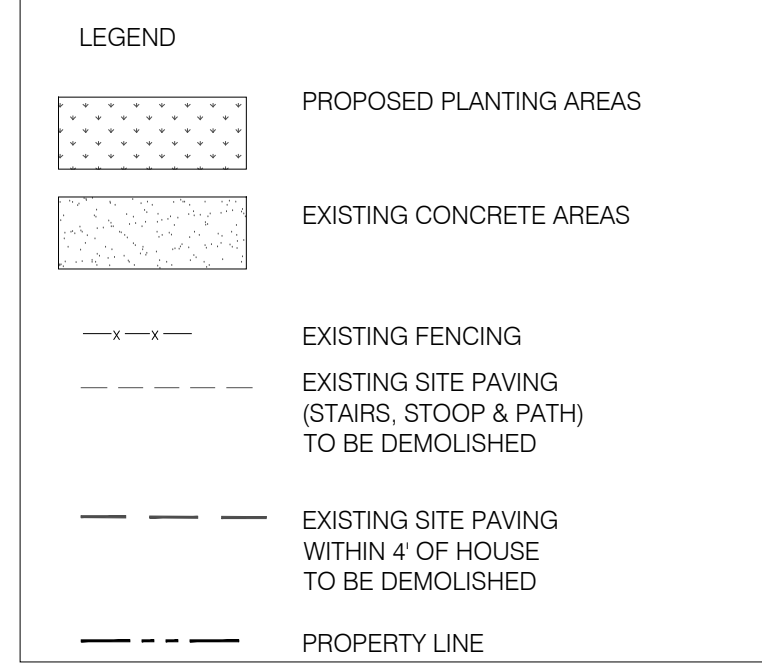 LEGEND
PROPOSED PLANTING AREAS
EXISTING CONCRETE AREAS
x x
EXISTING FENCING
EXISTING SITE PAVING
(STAIRS, STOOP & PATH)
TO BE DEMOLISHED
EXISTING SITE PAVING
WITHIN 4' OF HOUSE
TO BE DEMOLISHED
PROPERTY LINE